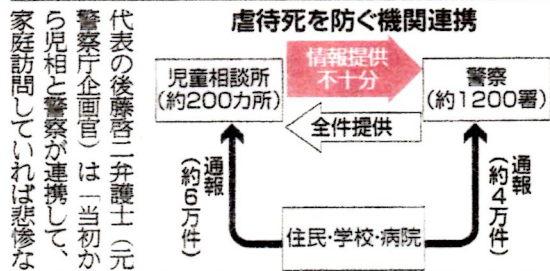 虐待死を防ぐ機関連携
情報提供
不十分
児童相談所
(約200カ所)
警察
(約1200署)
全件提供
通報
(約6万件)
通報
(約4万件)
住民・学校・病院
代表の後藤啓二弁護士(元
警察庁企画官)は「当初か
ら児相と警察が連携して、
家庭訪問していれば悲惨な